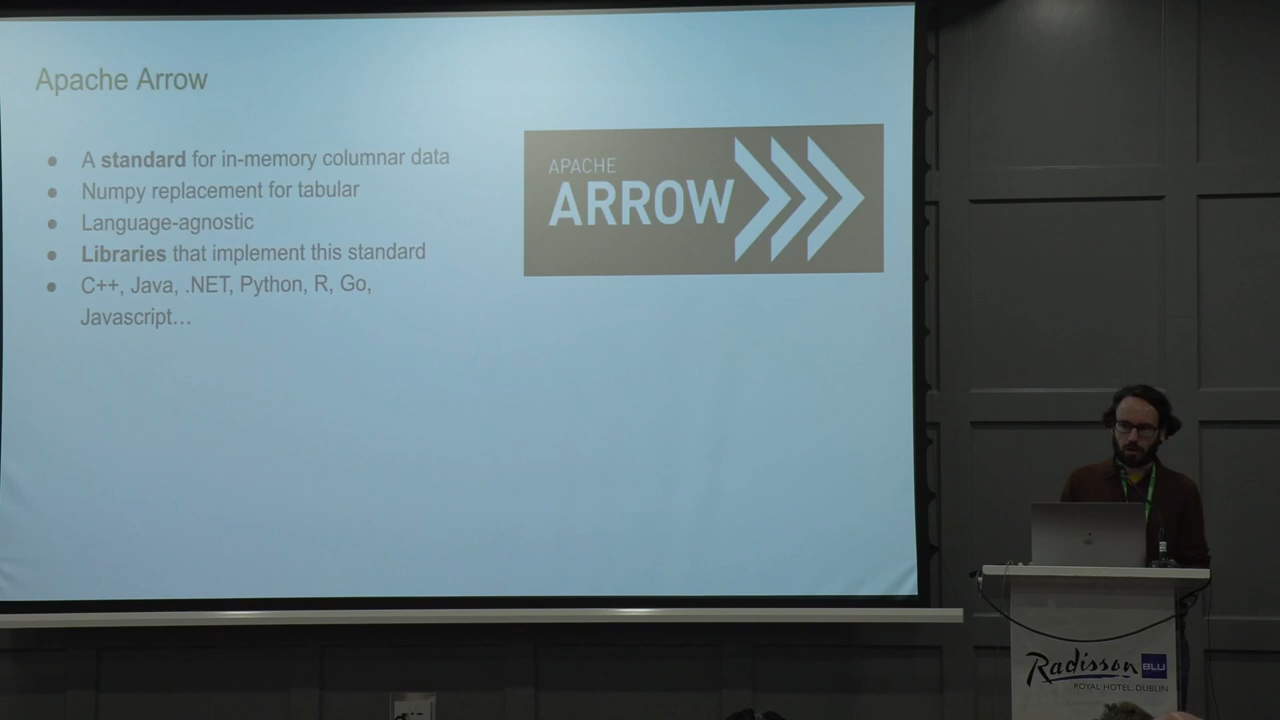 Apache Arrow
● A standard for in-memory columnar data
● Numpy replacement for tabular
● Language-agnostic
● Libraries that implement this standard
● C++, Java, .NET, Python, R, Go,
Javascript…
APACHE
ARROW
Radisson BLU
ROYAL HOTEL, DUBLIN